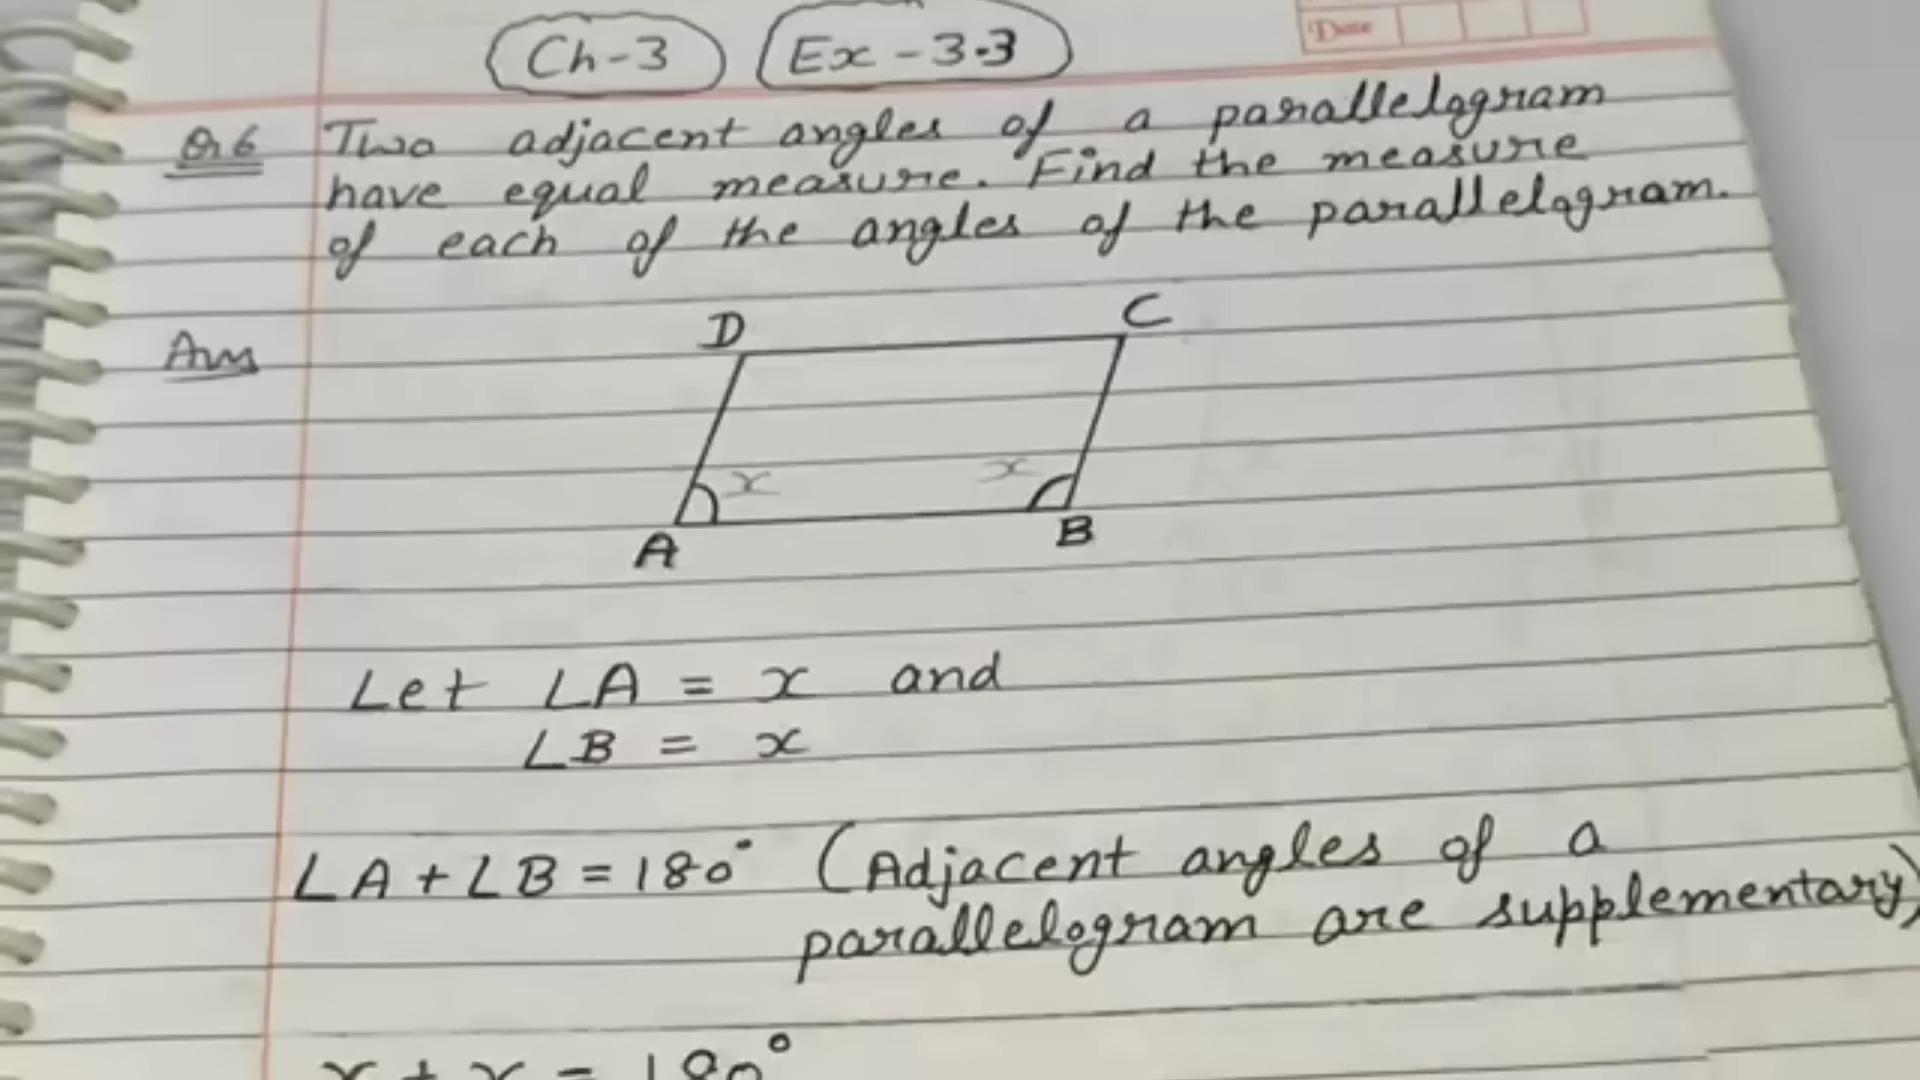 Date
Ch-3 Ex-3.3
Q6 Two adjacent angles of a parallelogram
have equal measure. Find the measure
of each of the angles of the parallelogram.
Ans
D C
x x
A B
Let ∠A = x and
∠B = x
∠A + ∠B = 180° (Adjacent angles of a
parallelogram are supplementary)
x + x = 180°